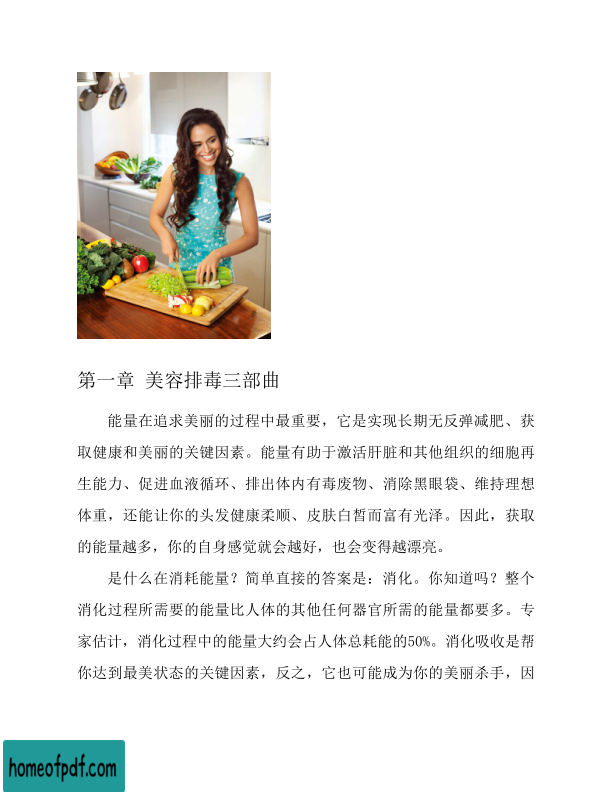 第一章 美容排毒三部曲
能量在追求美丽的过程中最重要，它是实现长期无反弹减肥、获
取健康和美丽的关键因素。能量有助于激活肝脏和其他组织的细胞再
生能力、促进血液循环、排出体内有毒废物、消除黑眼袋、维持理想
体重，还能让你的头发健康柔顺、皮肤白皙而富有光泽。因此，获取
的能量越多，你的自身感觉就会越好，也会变得越漂亮。
是什么在消耗能量？简单直接的答案是：消化。你知道吗？整个
消化过程所需要的能量比人体的其他任何器官所需的能量都要多。专
家估计，消化过程中的能量大约会占人体总耗能的50%。消化吸收是帮
你达到最美状态的关键因素，反之，它也可能成为你的美丽杀手，因
homeofpdf.com